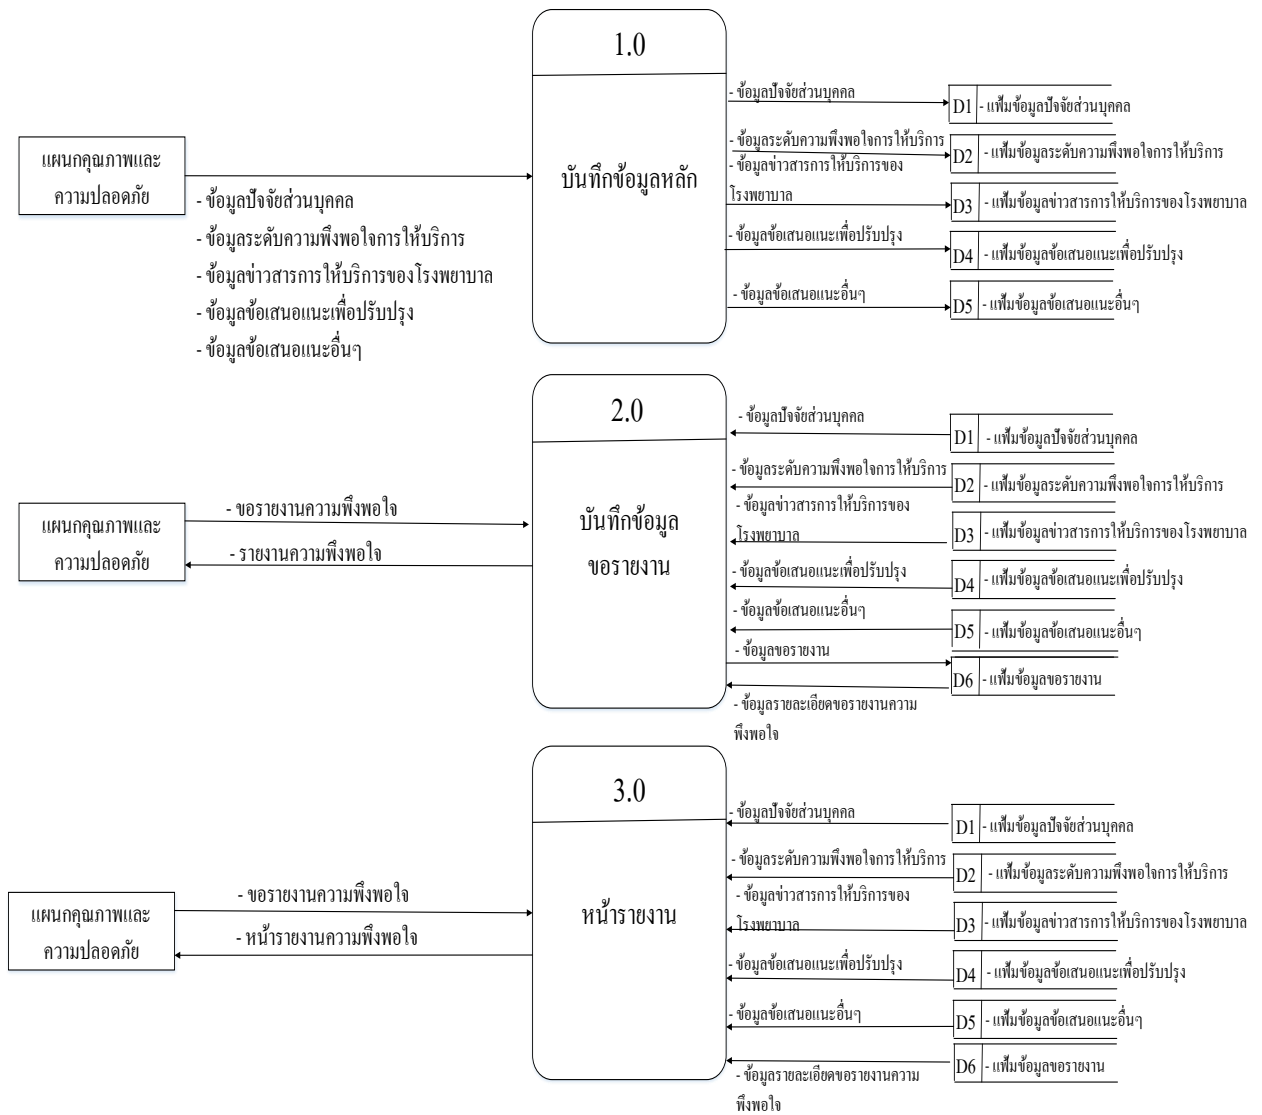 1.0
บันทึกข้อมูลหลัก
แผนกคุณภาพและ
ความปลอดภัย
- ข้อมูลปัจจัยส่วนบุคคล
- ข้อมูลระดับความพึงพอใจการให้บริการ
- ข้อมูลข่าวสารการให้บริการของโรงพยาบาล
- ข้อมูลข้อเสนอแนะเพื่อปรับปรุง
- ข้อมูลข้อเสนอแนะอื่นๆ
- ข้อมูลปัจจัยส่วนบุคคล
- ข้อมูลระดับความพึงพอใจการให้บริการ
- ข้อมูลข่าวสารการให้บริการของ
โรงพยาบาล
- ข้อมูลข้อเสนอแนะเพื่อปรับปรุง
- ข้อมูลข้อเสนอแนะอื่นๆ
D1 - แฟ้มข้อมูลปัจจัยส่วนบุคคล
D2 - แฟ้มข้อมูลระดับความพึงพอใจการให้บริการ
D3 - แฟ้มข้อมูลข่าวสารการให้บริการของโรงพยาบาล
D4 - แฟ้มข้อมูลข้อเสนอแนะเพื่อปรับปรุง
D5 - แฟ้มข้อมูลข้อเสนอแนะอื่นๆ
2.0
บันทึกข้อมูล
ขอรายงาน
แผนกคุณภาพและ
ความปลอดภัย
- ขอรายงานความพึงพอใจ
- รายงานความพึงพอใจ
- ข้อมูลปัจจัยส่วนบุคคล
- ข้อมูลระดับความพึงพอใจการให้บริการ
- ข้อมูลข่าวสารการให้บริการของ
โรงพยาบาล
- ข้อมูลข้อเสนอแนะเพื่อปรับปรุง
- ข้อมูลข้อเสนอแนะอื่นๆ
- ข้อมูลขอรายงาน
- ข้อมูลรายละเอียดขอรายงานความ
พึงพอใจ
D1 - แฟ้มข้อมูลปัจจัยส่วนบุคคล
D2 - แฟ้มข้อมูลระดับความพึงพอใจการให้บริการ
D3 - แฟ้มข้อมูลข่าวสารการให้บริการของโรงพยาบาล
D4 - แฟ้มข้อมูลข้อเสนอแนะเพื่อปรับปรุง
D5 - แฟ้มข้อมูลข้อเสนอแนะอื่นๆ
D6 - แฟ้มข้อมูลขอรายงาน
3.0
หน้ารายงาน
แผนกคุณภาพและ
ความปลอดภัย
- ขอรายงานความพึงพอใจ
- หน้ารายงานความพึงพอใจ
- ข้อมูลปัจจัยส่วนบุคคล
- ข้อมูลระดับความพึงพอใจการให้บริการ
- ข้อมูลข่าวสารการให้บริการของ
โรงพยาบาล
- ข้อมูลข้อเสนอแนะเพื่อปรับปรุง
- ข้อมูลข้อเสนอแนะอื่นๆ
- ข้อมูลรายละเอียดขอรายงานความ
พึงพอใจ
D1 - แฟ้มข้อมูลปัจจัยส่วนบุคคล
D2 - แฟ้มข้อมูลระดับความพึงพอใจการให้บริการ
D3 - แฟ้มข้อมูลข่าวสารการให้บริการของโรงพยาบาล
D4 - แฟ้มข้อมูลข้อเสนอแนะเพื่อปรับปรุง
D5 - แฟ้มข้อมูลข้อเสนอแนะอื่นๆ
D6 - แฟ้มข้อมูลขอรายงาน